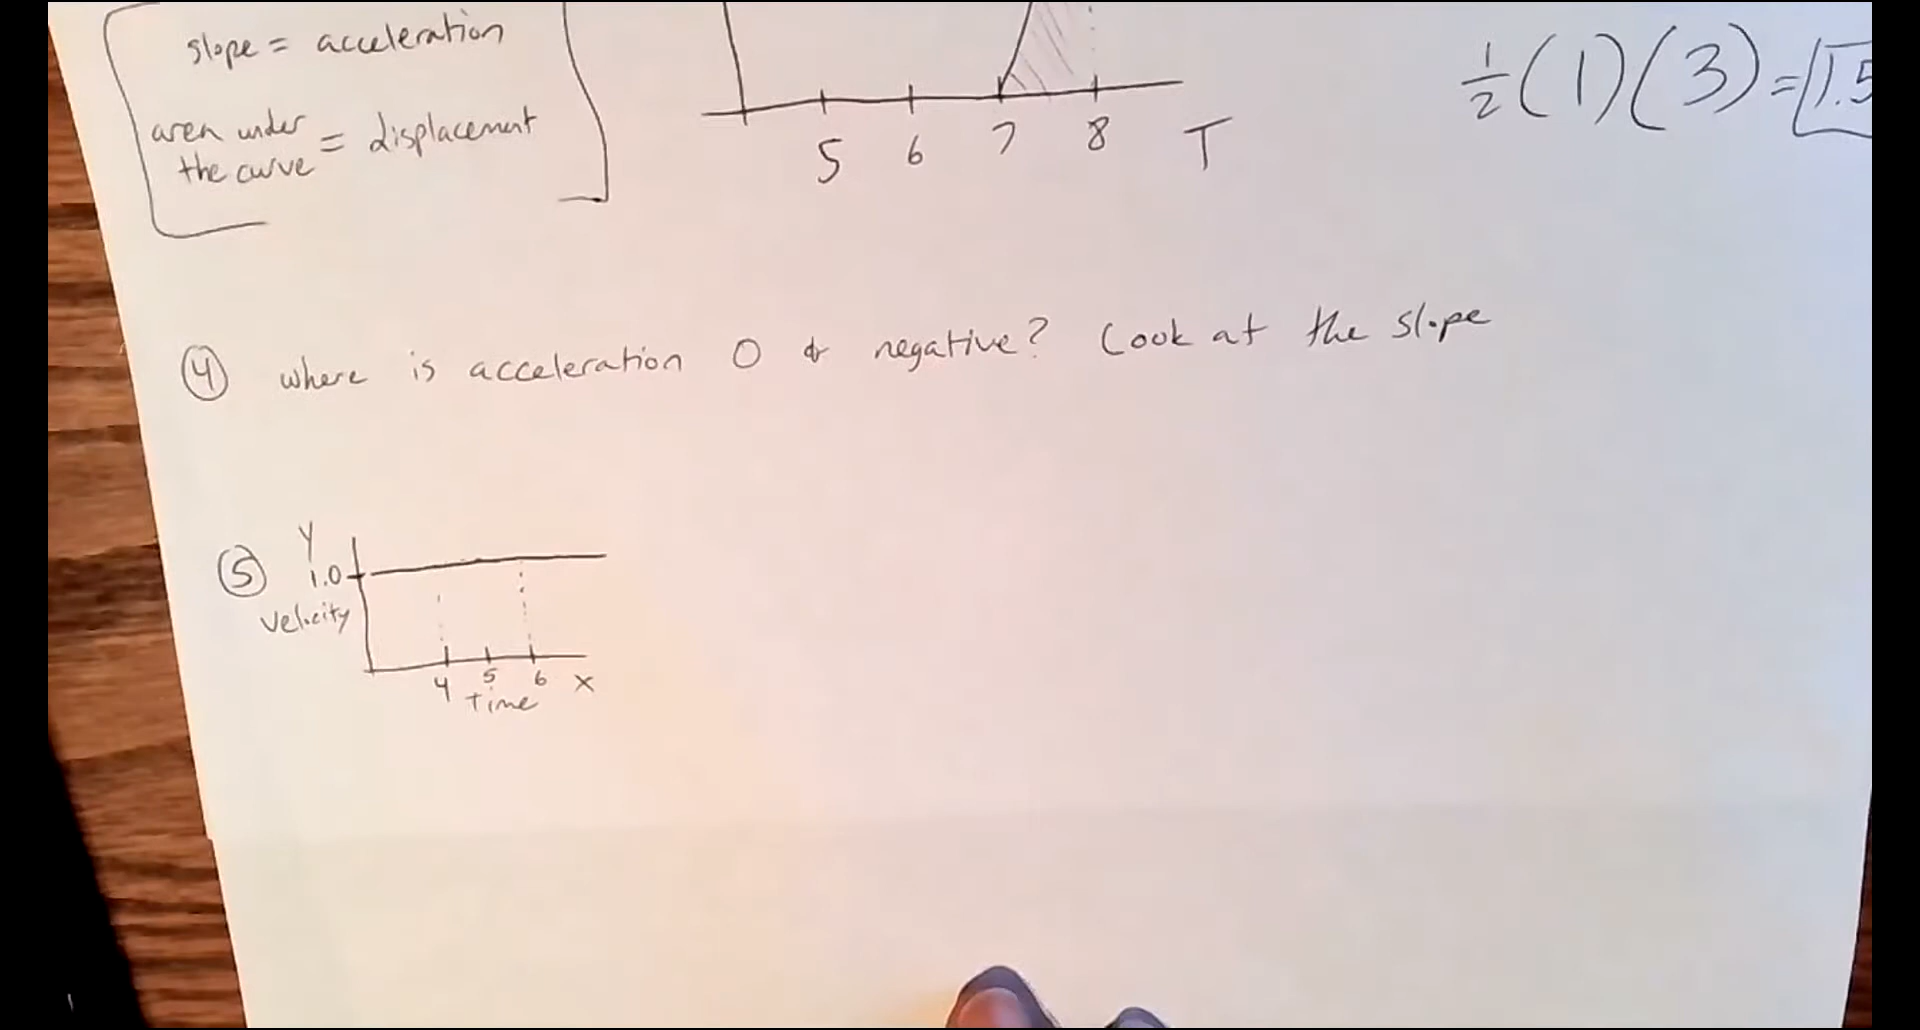 slope = acceleration
area under
the curve = displacement
5 6 7 8 T
1/2 (1)(3) = 1.5
④ where is acceleration 0 & negative? Look at the slope
⑤ Y
1.0
velocity
4 5 6 X
Time